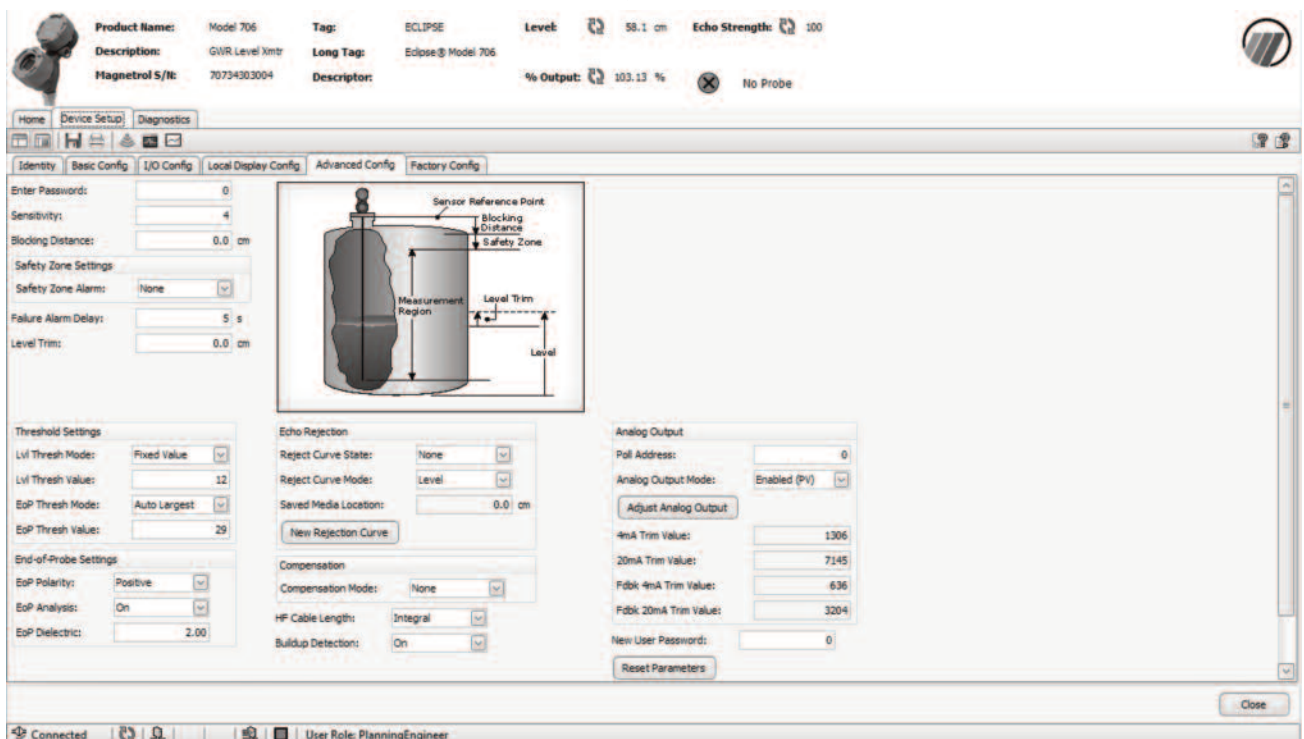 Product Name: Model 706 Tag: ECLIPSE Level: 58.1 cm Echo Strength: 100
Description: GWR Level Xmtr Long Tag: Eclipse® Model 706
Magnetrol S/N: 70734303004 Descriptor: % Output: 103.13 % No Probe
Home Device Setup Diagnostics
Identity Basic Config I/O Config Local Display Config Advanced Config Factory Config
Enter Password: 0
Sensitivity: 4
Blocking Distance: 0.0 cm
Safety Zone Settings
Safety Zone Alarm: None
Failure Alarm Delay: 5 s
Level Trim: 0.0 cm
Sensor Reference Point
Blocking
Distance
Safety Zone
Measurement
Region
Level Trim
Level
Threshold Settings
Lvl Thresh Mode: Fixed Value
Lvl Thresh Value: 12
EoP Thresh Mode: Auto Largest
EoP Thresh Value: 29
End-of-Probe Settings
EoP Polarity: Positive
EoP Analysis: On
EoP Dielectric: 2.00
Echo Rejection
Reject Curve State: None
Reject Curve Mode: Level
Saved Media Location: 0.0 cm
New Rejection Curve
Compensation
Compensation Mode: None
HF Cable Length: Integral
Buildup Detection: On
Analog Output
Poll Address: 0
Analog Output Mode: Enabled (PV)
Adjust Analog Output
4mA Trim Value: 1306
20mA Trim Value: 7145
Fdbk 4mA Trim Value: 636
Fdbk 20mA Trim Value: 3204
New User Password: 0
Reset Parameters
Close
Connected User Role: PlanningEngineer